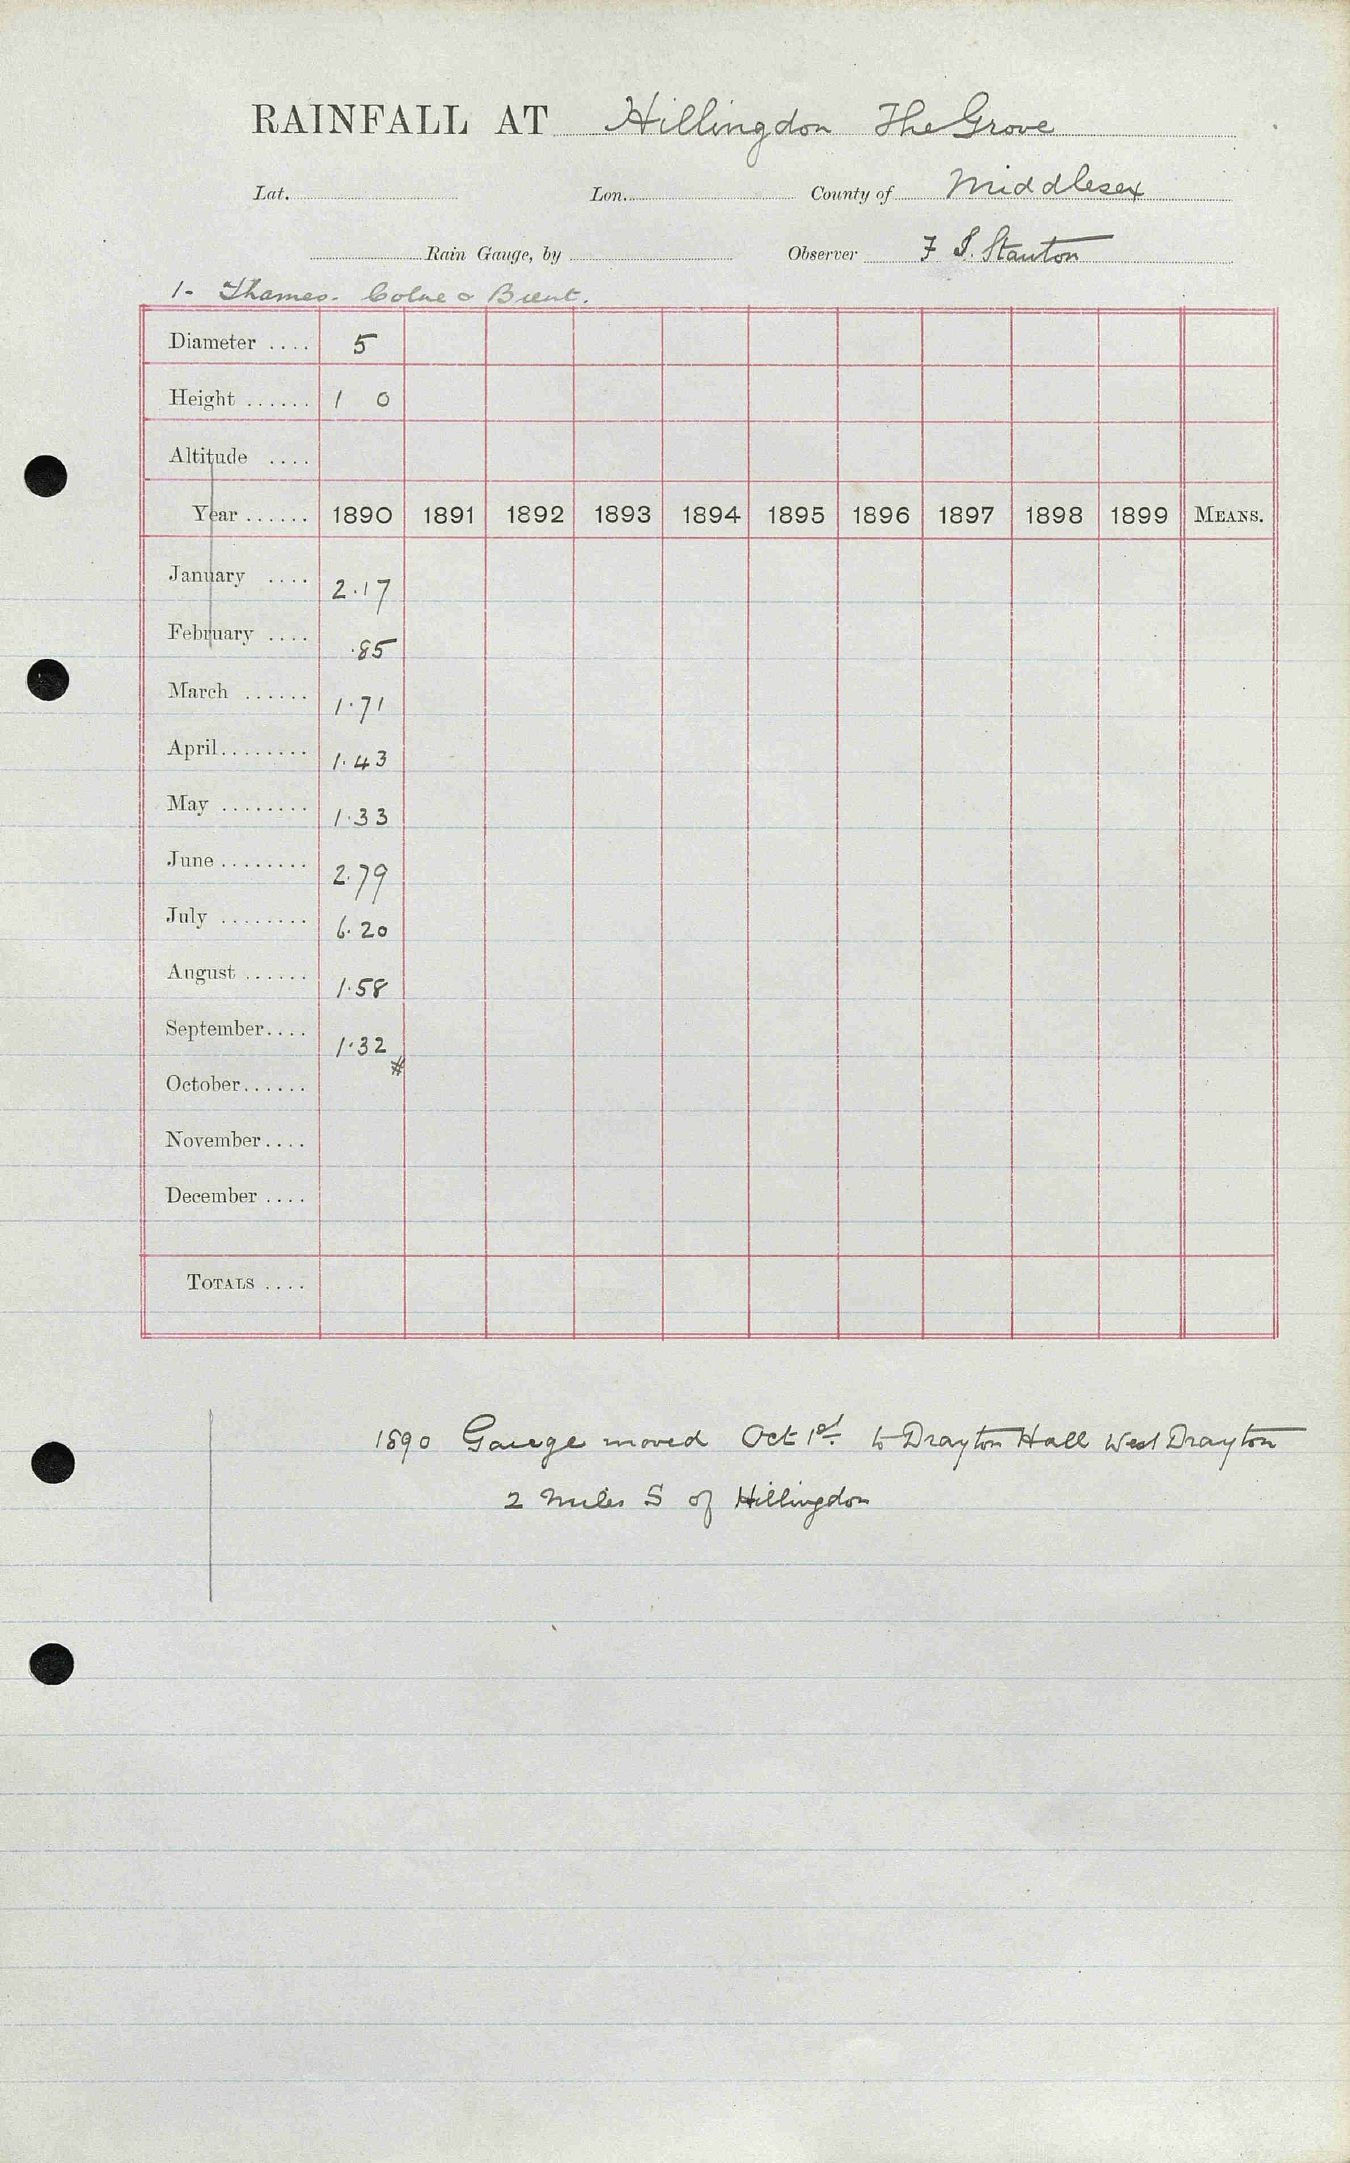 RAINFALL AT Hillingdon The Grove
Lat. Lon. County of Middlesex
Rain Gauge, by Observer F S. Stanton
1- Thames. Colne & Brent.
Diameter .... 5
Height ...... 1 0
Altitude ....
Year ...... 1890 1891 1892 1893 1894 1895 1896 1897 1898 1899 MEANS.
January .... 2.17
February .... .85
March ...... 1.71
April........ 1.43
May ........ 1.33
June ........ 2.79
July ........ 6.20
August ...... 1.58
September.... 1.32
#
October......
November....
December ....
TOTALS ....
1890 Gauge moved Oct 1st. to Drayton Hall West Drayton
2 miles S of Hillingdon